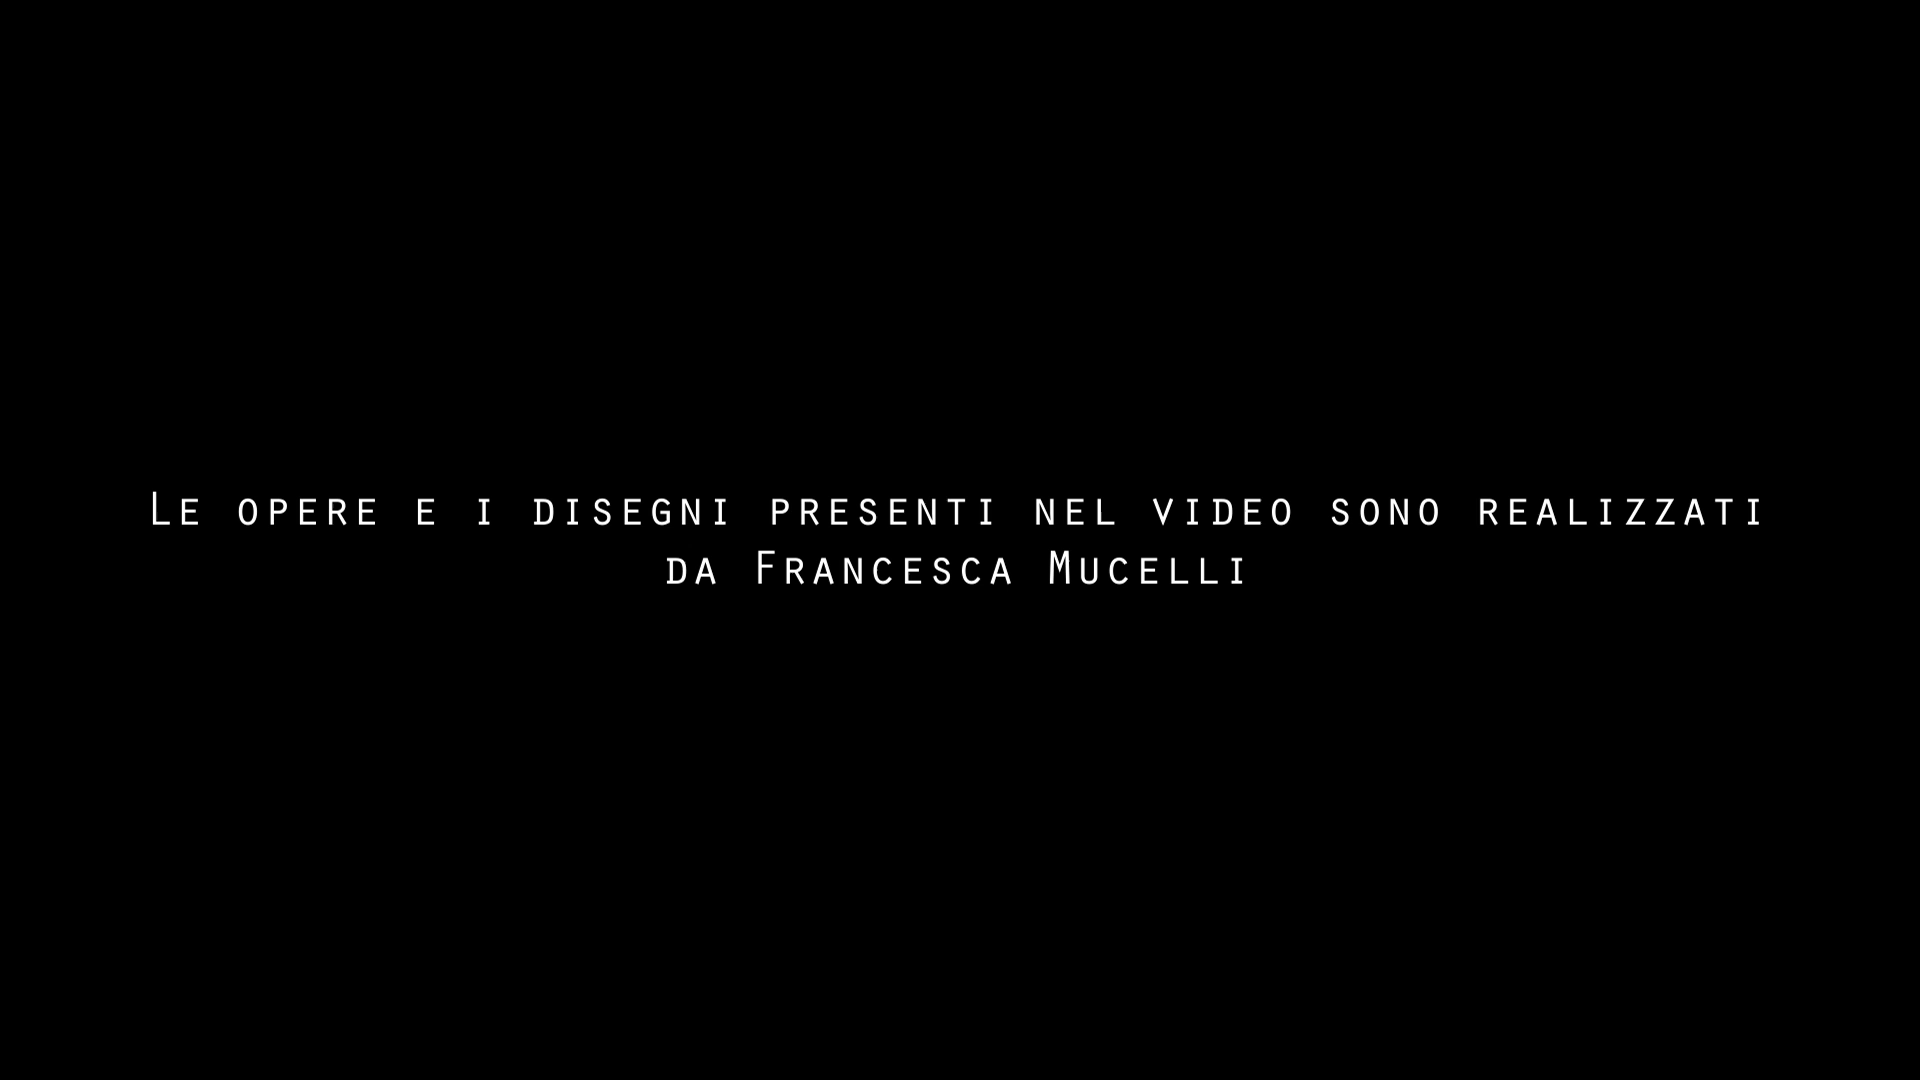 Le opere e i disegni presenti nel video sono realizzati
da Francesca Mucelli